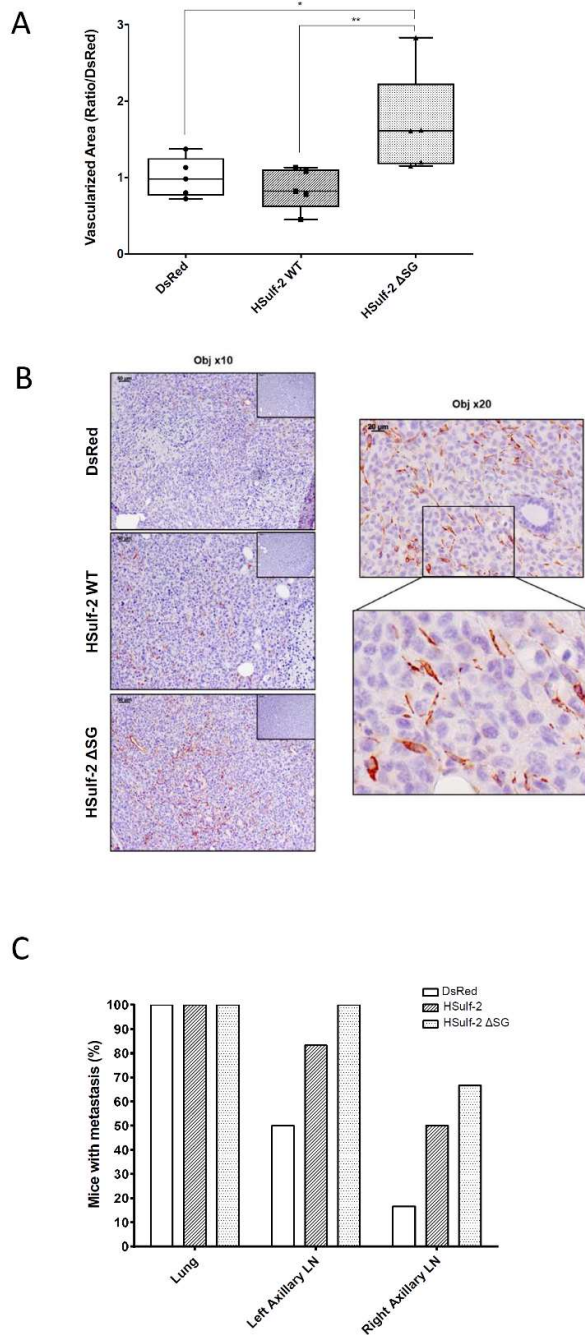 A
Vascularized Area (Ratio/DsRed)
3
2
1
0
*
**
DsRed
HSulf-2 WT
HSulf-2 ΔSG
B
Obj x10
Obj x20
DsRed
HSulf-2 WT
HSulf-2 ΔSG
20 µm
C
Mice with metastasis (%)
100
90
80
70
60
50
40
30
20
10
0
DsRed
HSulf-2
HSulf-2 ΔSG
Lung
Left Axillary LN
Right Axillary LN